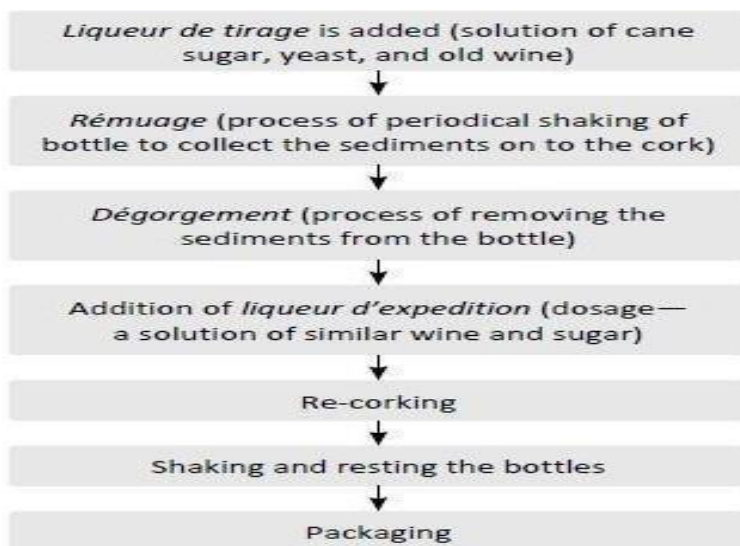 Liqueur de tirage is added (solution of cane
sugar, yeast, and old wine)
Rémuage (process of periodical shaking of
bottle to collect the sediments on to the cork)
Dégorgement (process of removing the
sediments from the bottle)
Addition of liqueur d’expedition (dosage—
a solution of similar wine and sugar)
Re-corking
Shaking and resting the bottles
Packaging